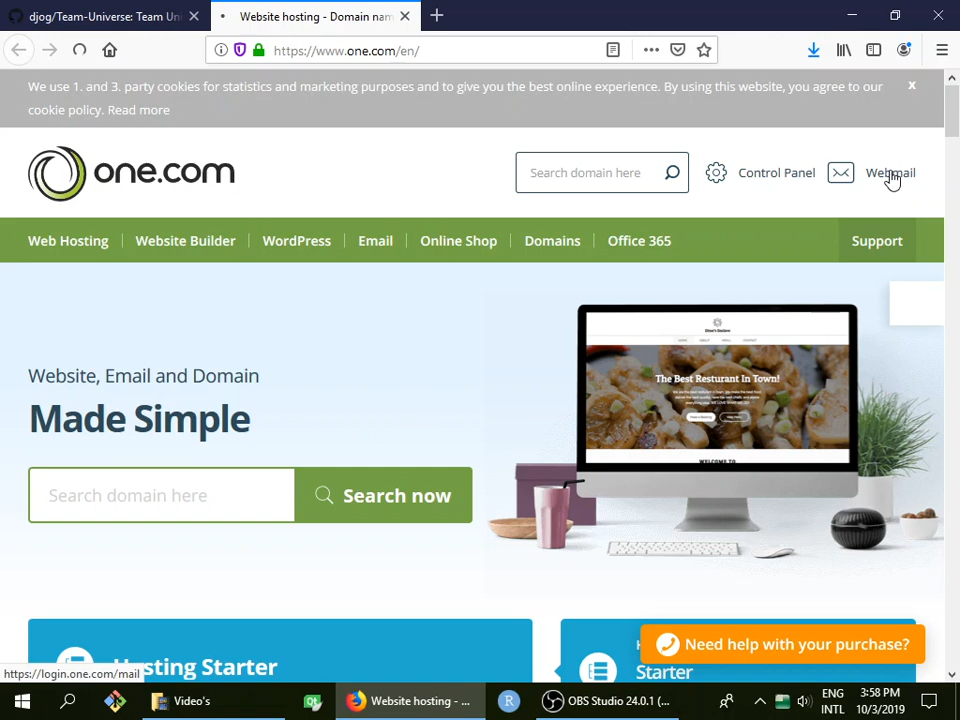 djog/Team-Universe: Team Uni
Website hosting - Domain nam
https://www.one.com/en/
We use 1. and 3. party cookies for statistics and marketing purposes and to give you the best online experience. By using this website, you agree to our
cookie policy. Read more
x
one.com
Search domain here
Control Panel
Webmail
Web Hosting
Website Builder
WordPress
Email
Online Shop
Domains
Office 365
Support
The Best Resturant In Town!
WELCOME TO
Website, Email and Domain
Made Simple
Search domain here
Search now
Need help with your purchase?
Hosting Starter
Starter
https://login.one.com/mail
Video's
Website hosting - ...
R
OBS Studio 24.0.1 (...
ENG
INTL
3:58 PM
10/3/2019